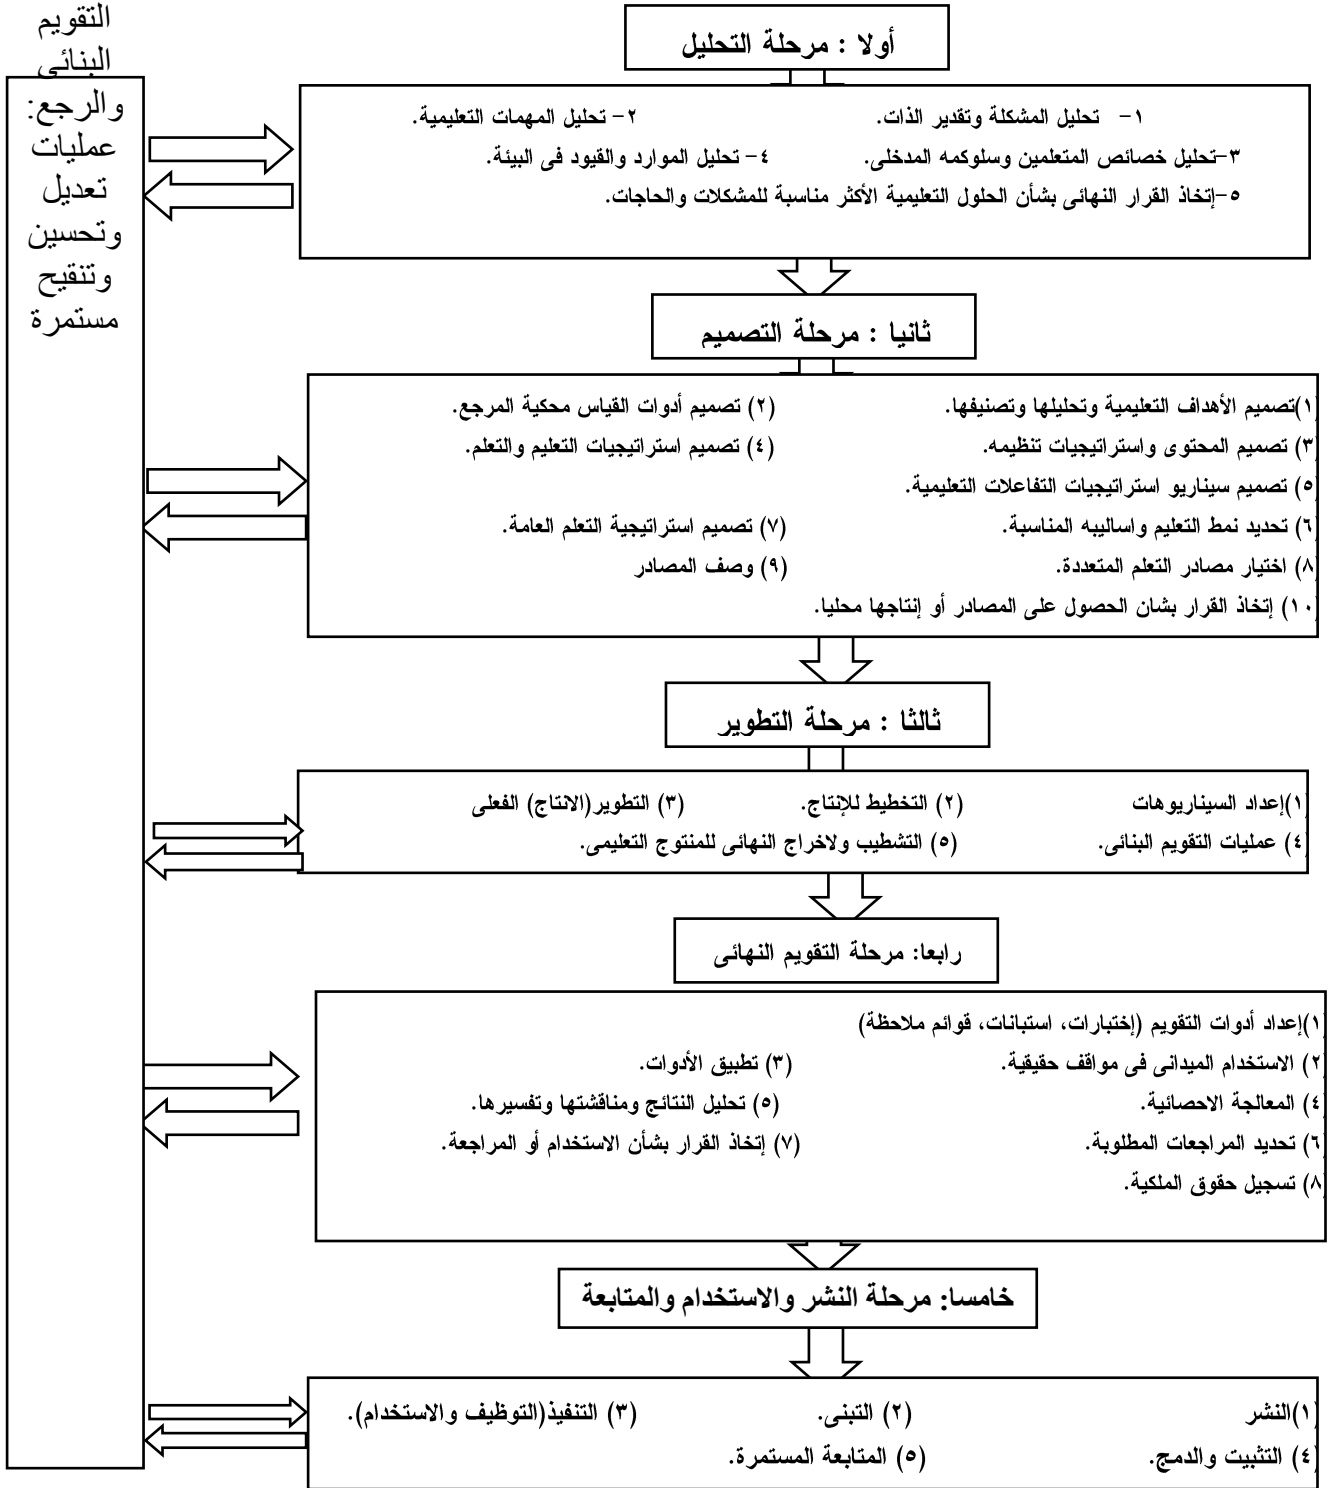 التقويم
البنائى
والرجع:
عمليات
تعديل
وتحسين
وتنقيح
مستمرة
أولا : مرحلة التحليل
١- تحليل المشكلة وتقدير الذات. ٢- تحليل المهمات التعليمية.
٣-تحليل خصائص المتعلمين وسلوكمه المدخلى. ٤- تحليل الموارد والقيود فى البيئة.
٥-إتخاذ القرار النهائى بشأن الحلول التعليمية الأكثر مناسبة للمشكلات والحاجات.
ثانيا : مرحلة التصميم
(١)تصميم الأهداف التعليمية وتحليلها وتصنيفها. (٢) تصميم أدوات القياس محكية المرجع.
(٣) تصميم المحتوى واستراتيجيات تنظيمه. (٤) تصميم استراتيجيات التعليم والتعلم.
(٥) تصميم سيناريو استراتيجيات التفاعلات التعليمية.
(٦) تحديد نمط التعليم واساليبه المناسبة. (٧) تصميم استراتيجية التعلم العامة.
(٨) اختيار مصادر التعلم المتعددة. (٩) وصف المصادر
(١٠) إتخاذ القرار بشان الحصول على المصادر أو إنتاجها محليا.
ثالثا : مرحلة التطوير
(١)إعداد السيناريوهات (٢) التخطيط للإنتاج. (٣) التطوير(الانتاج) الفعلى
(٤) عمليات التقويم البنائى. (٥) التشطيب ولاخراج النهائى للمنتوج التعليمى.
رابعا: مرحلة التقويم النهائى
(١)إعداد أدوات التقويم (إختبارات، استبانات، قوائم ملاحظة)
(٢) الاستخدام الميدانى فى مواقف حقيقية. (٣) تطبيق الأدوات.
(٤) المعالجة الاحصائية. (٥) تحليل النتائج ومناقشتها وتفسيرها.
(٦) تحديد المراجعات المطلوبة. (٧) إتخاذ القرار بشأن الاستخدام أو المراجعة.
(٨) تسجيل حقوق الملكية.
خامسا: مرحلة النشر والاستخدام والمتابعة
(١)النشر (٢) التبنى. (٣) التنفيذ(التوظيف والاستخدام).
(٤) التثبيت والدمج. (٥) المتابعة المستمرة.